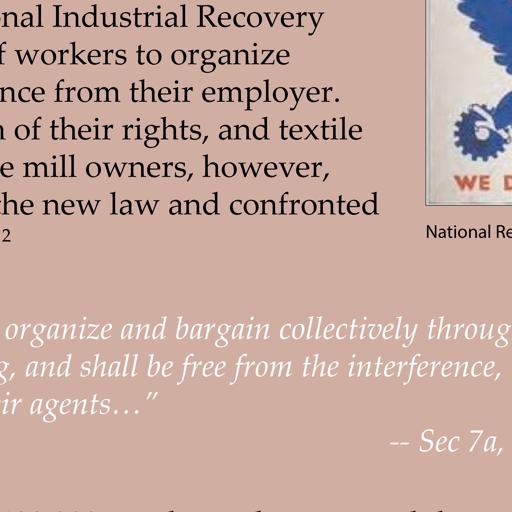 onal Industrial Recovery
f workers to organize
nce from their employer.
n of their rights, and textile
e mill owners, however,
the new law and confronted
2
WE D
National Re
organize and bargain collectively throug
g, and shall be free from the interference,
ir agents…”
-- Sec 7a,